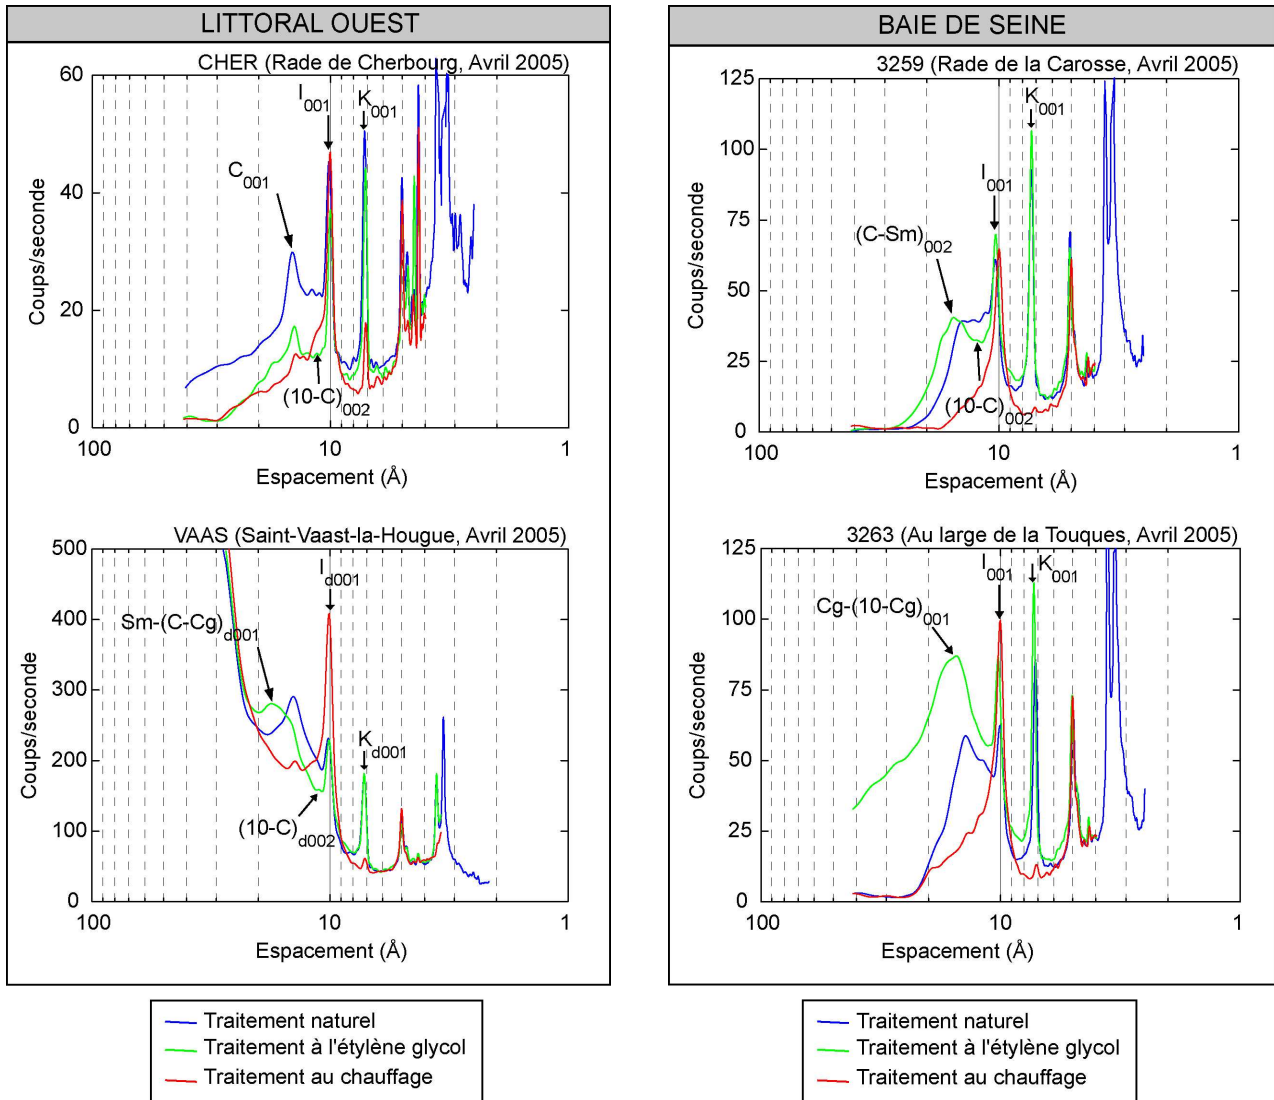 LITTORAL OUEST
CHER (Rade de Cherbourg, Avril 2005)
60
40
20
0
Coups/seconde
I001
K001
C001
(10-C)002
100
10
1
Espacement (Å)
VAAS (Saint-Vaast-la-Hougue, Avril 2005)
500
400
300
200
100
0
Coups/seconde
Id001
Sm-(C-Cg)d001
Kd001
(10-C)d002
100
10
1
Espacement (Å)
Traitement naturel
Traitement à l'étylène glycol
Traitement au chauffage
BAIE DE SEINE
3259 (Rade de la Carosse, Avril 2005)
125
100
75
50
25
0
Coups/seconde
K001
I001
(C-Sm)002
(10-C)002
100
10
1
Espacement (Å)
3263 (Au large de la Touques, Avril 2005)
125
100
75
50
25
0
Coups/seconde
I001
K001
Cg-(10-Cg)001
100
10
1
Espacement (Å)
Traitement naturel
Traitement à l'étylène glycol
Traitement au chauffage